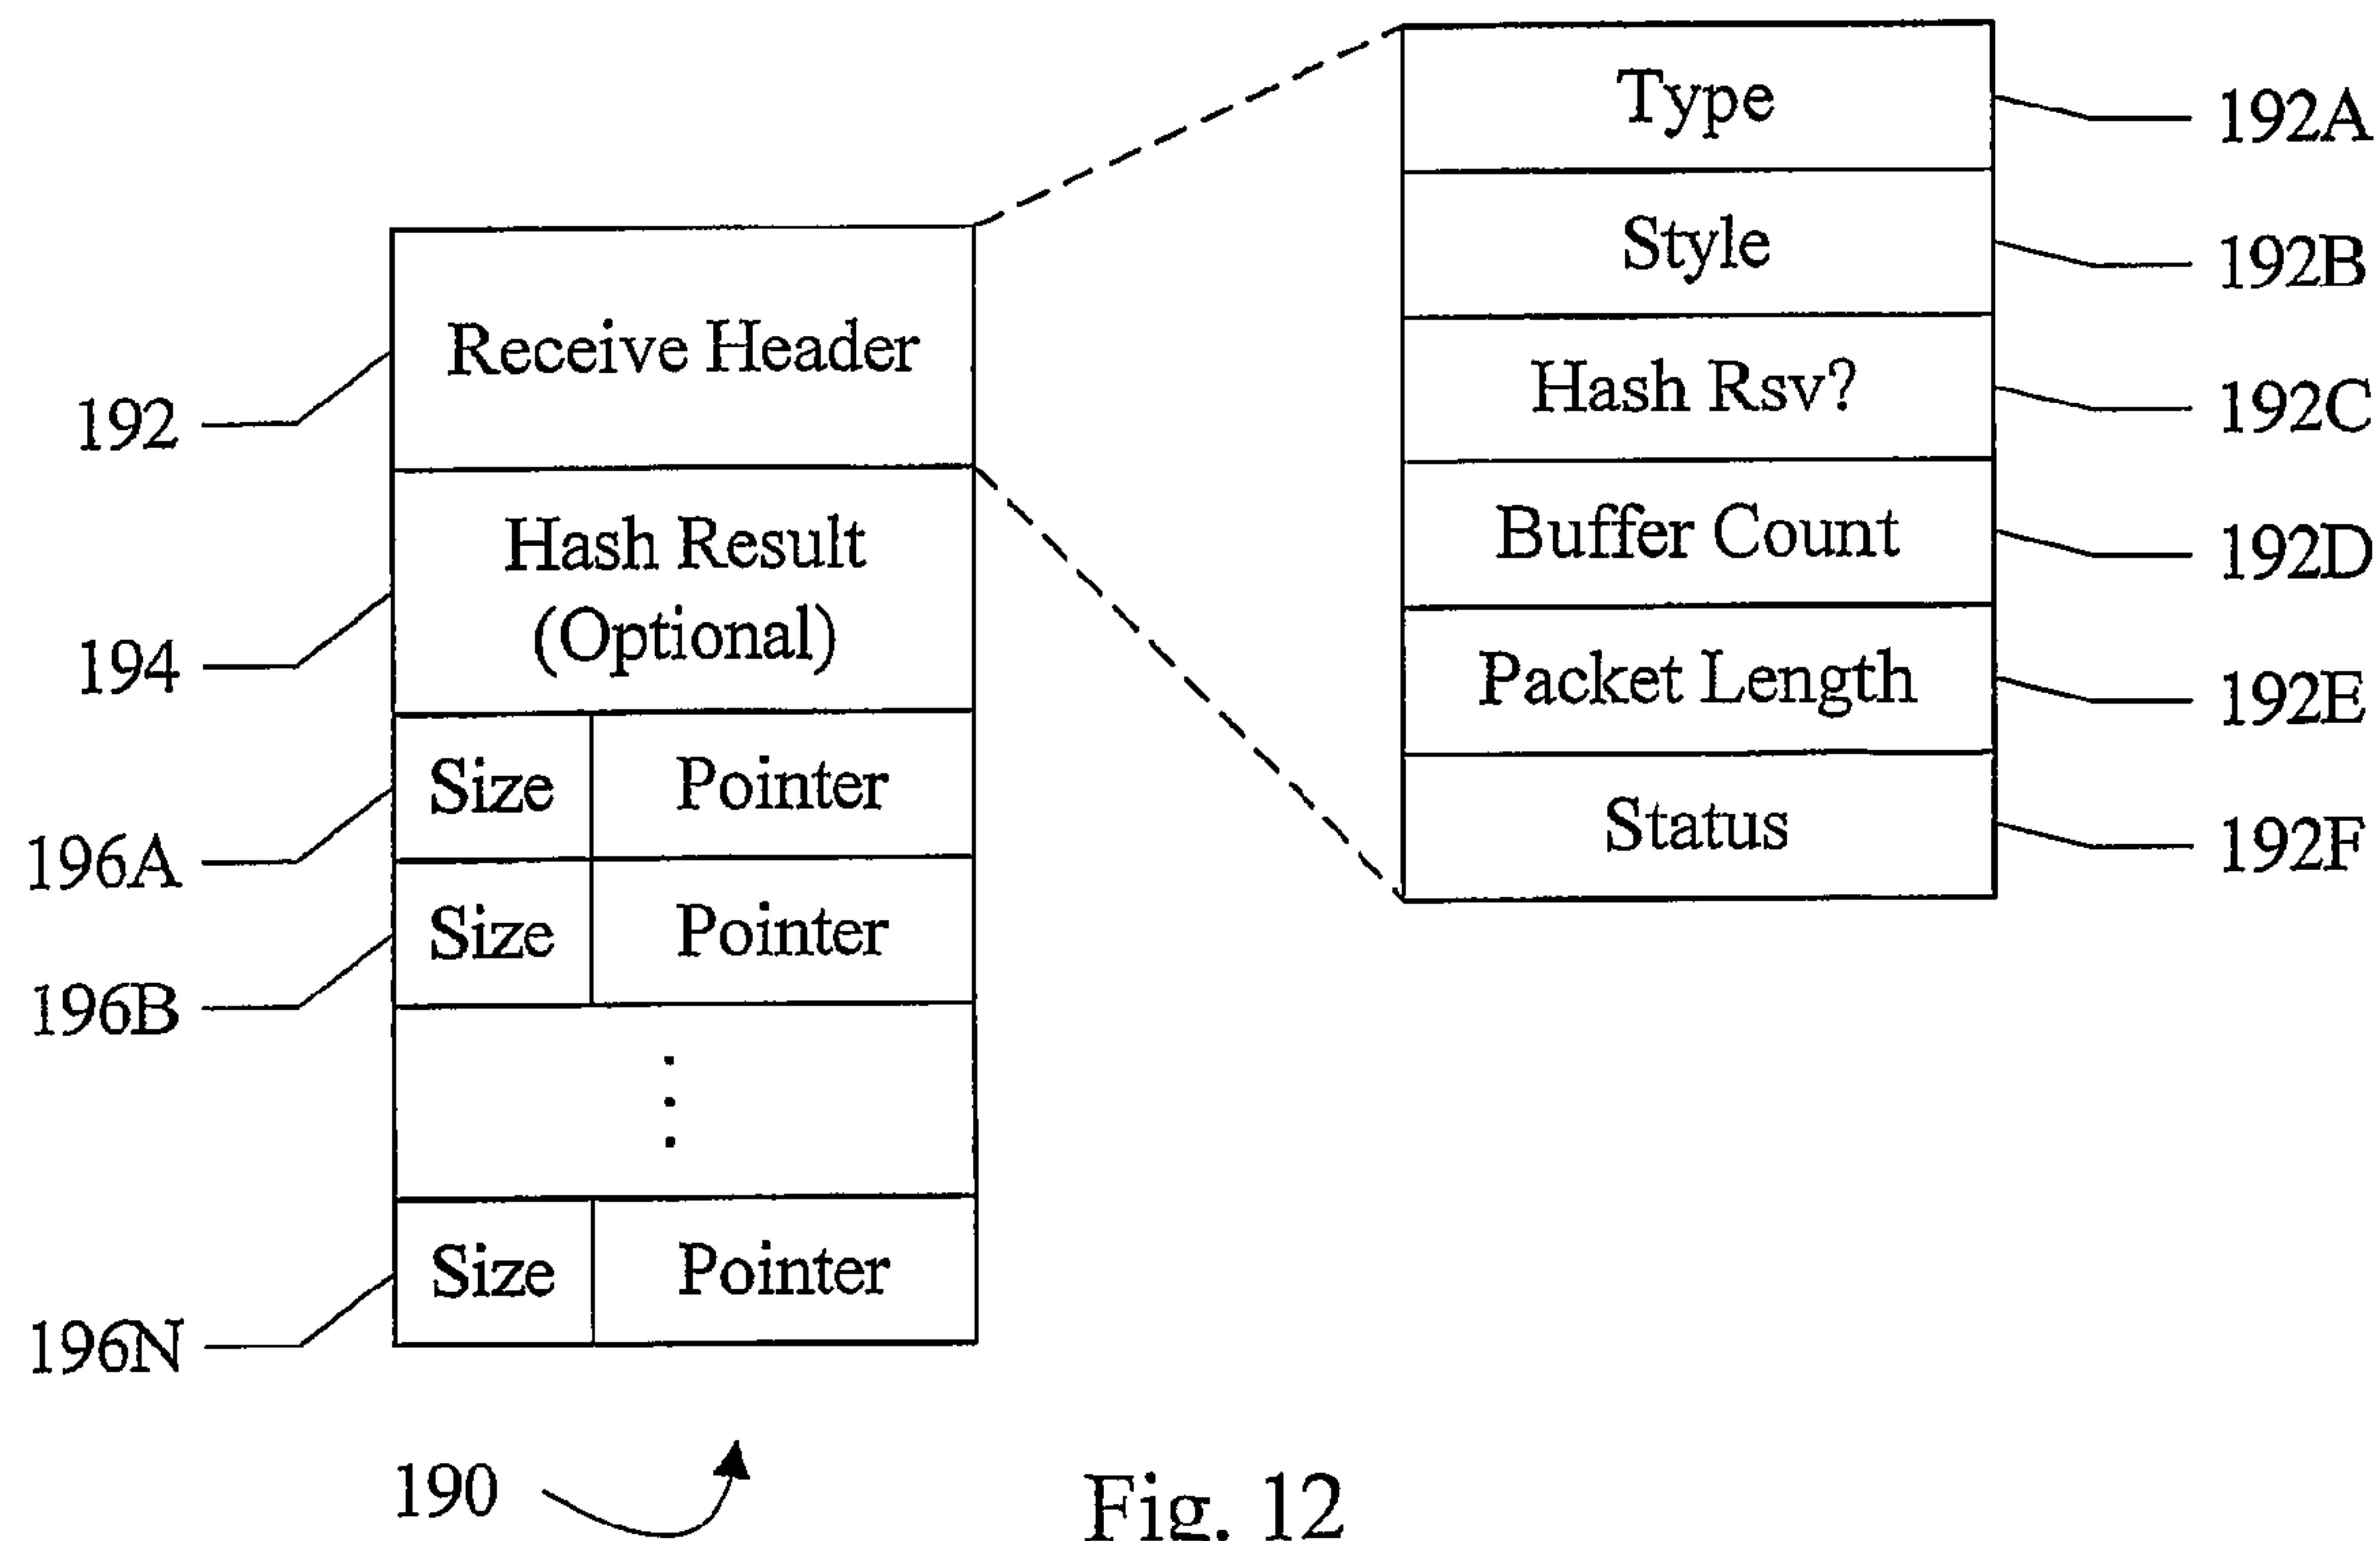 Receive Header
192
Hash Result
(Optional)
194
Size Pointer
196A
Size Pointer
196B
Size Pointer
196N
190
Type 192A
Style 192B
Hash Rsv? 192C
Buffer Count 192D
Packet Length 192E
Status 192F
Fig. 12